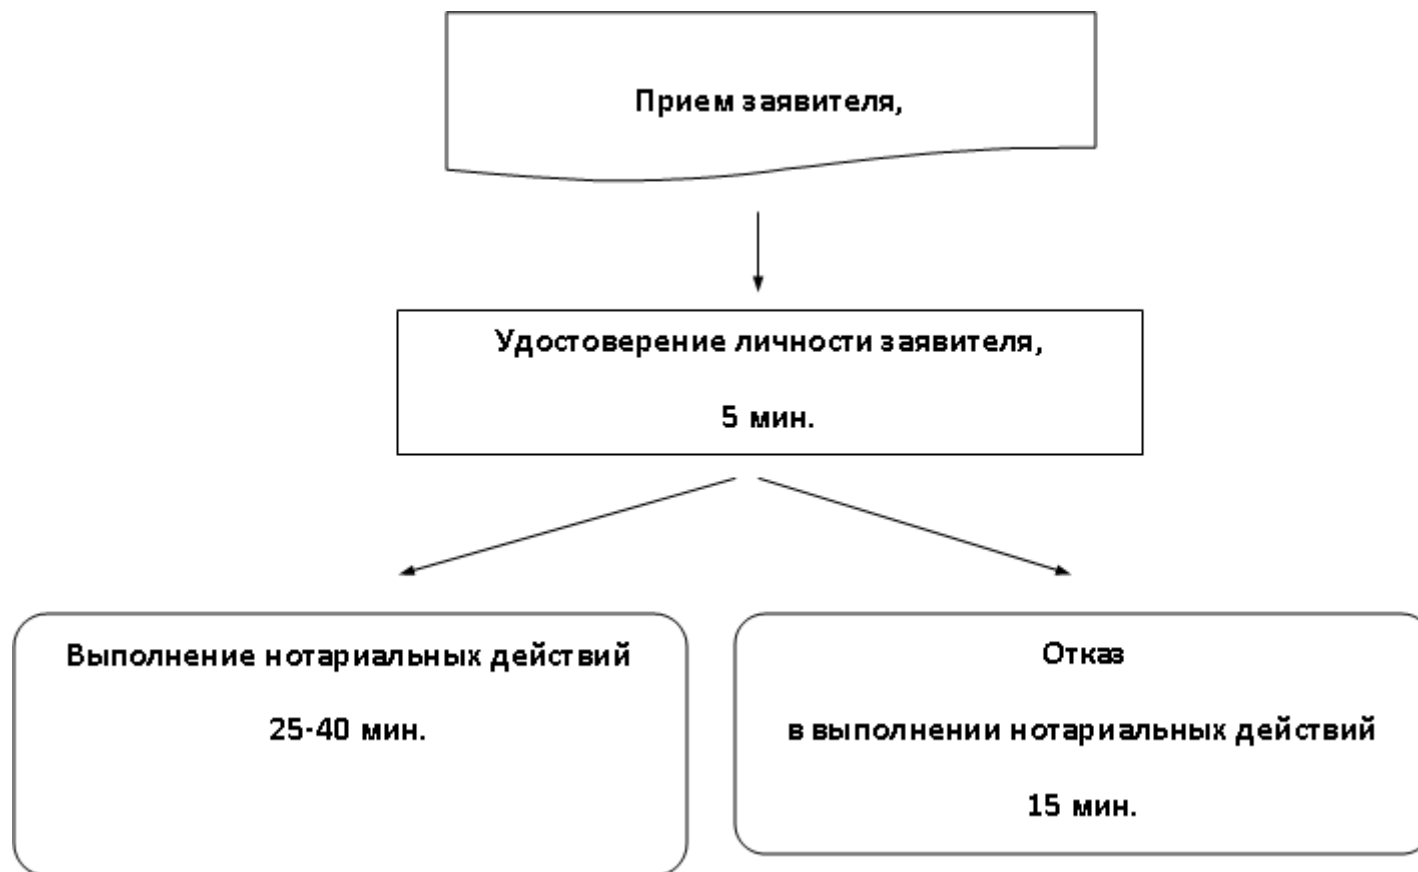 Прием заявителя,
Удостоверение личности заявителя,
5 мин.
Выполнение нотариальных действий
25-40 мин.
Отказ
в выполнении нотариальных действий
15 мин.